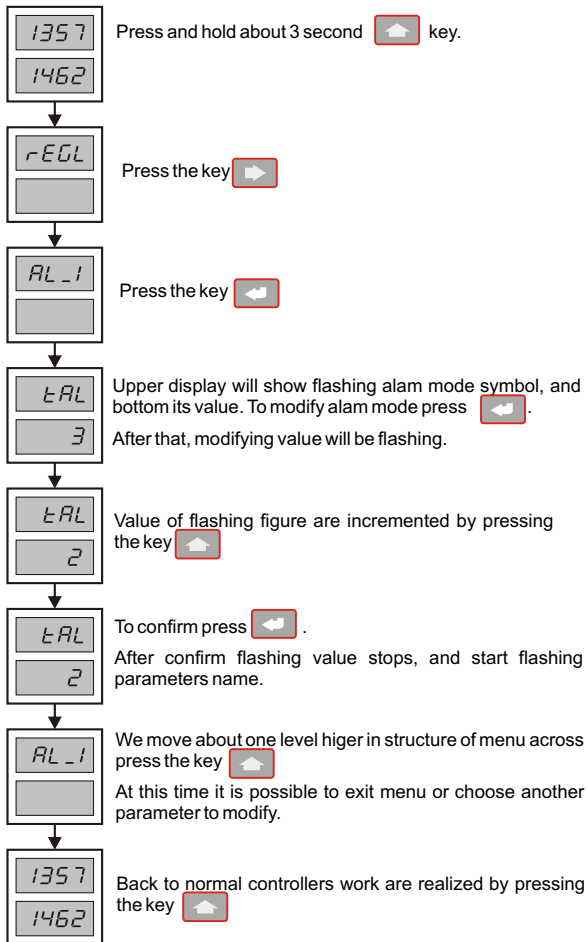 1357
Press and hold about 3 second key.
1462
rEGL
Press the key
AL_1
Press the key
tAL
Upper display will show flashing alam mode symbol, and
bottom its value. To modify alam mode press .
3
After that, modifying value will be flashing.
tAL
Value of flashing figure are incremented by pressing
2
the key
tAL
To confirm press .
2
After confirm flashing value stops, and start flashing
parameters name.
AL_1
We move about one level higer in structure of menu across
press the key
At this time it is possible to exit menu or choose another
parameter to modify.
1357
Back to normal controllers work are realized by pressing
1462
the key